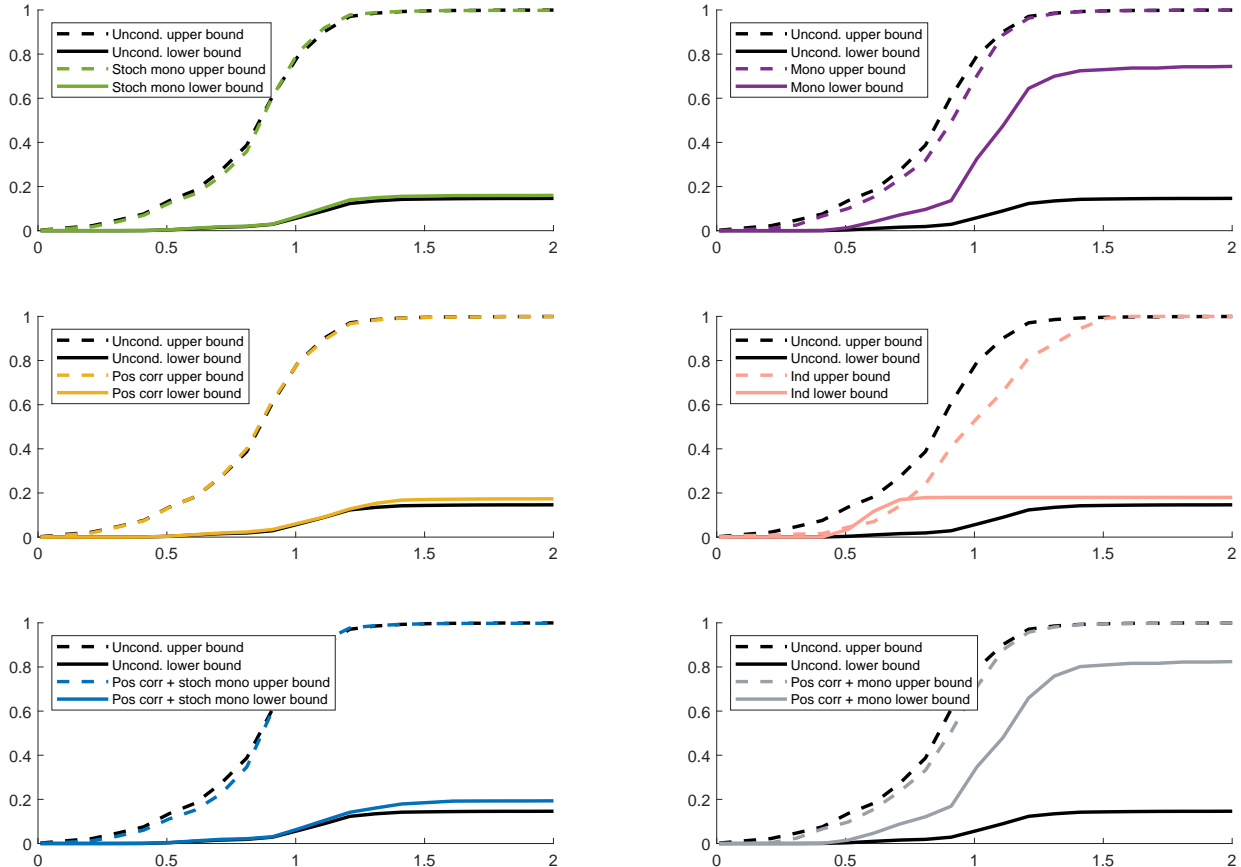 1
0.8
0.6
0.4
0.2
0
0
0.5
1
1.5
2
Uncond. upper bound
Uncond. lower bound
Stoch mono upper bound
Stoch mono lower bound
1
0.8
0.6
0.4
0.2
0
0
0.5
1
1.5
2
Uncond. upper bound
Uncond. lower bound
Mono upper bound
Mono lower bound
1
0.8
0.6
0.4
0.2
0
0
0.5
1
1.5
2
Uncond. upper bound
Uncond. lower bound
Pos corr upper bound
Pos corr lower bound
1
0.8
0.6
0.4
0.2
0
0
0.5
1
1.5
2
Uncond. upper bound
Uncond. lower bound
Ind upper bound
Ind lower bound
1
0.8
0.6
0.4
0.2
0
0
0.5
1
1.5
2
Uncond. upper bound
Uncond. lower bound
Pos corr + stoch mono upper bound
Pos corr + stoch mono lower bound
1
0.8
0.6
0.4
0.2
0
0
0.5
1
1.5
2
Uncond. upper bound
Uncond. lower bound
Pos corr + mono upper bound
Pos corr + mono lower bound